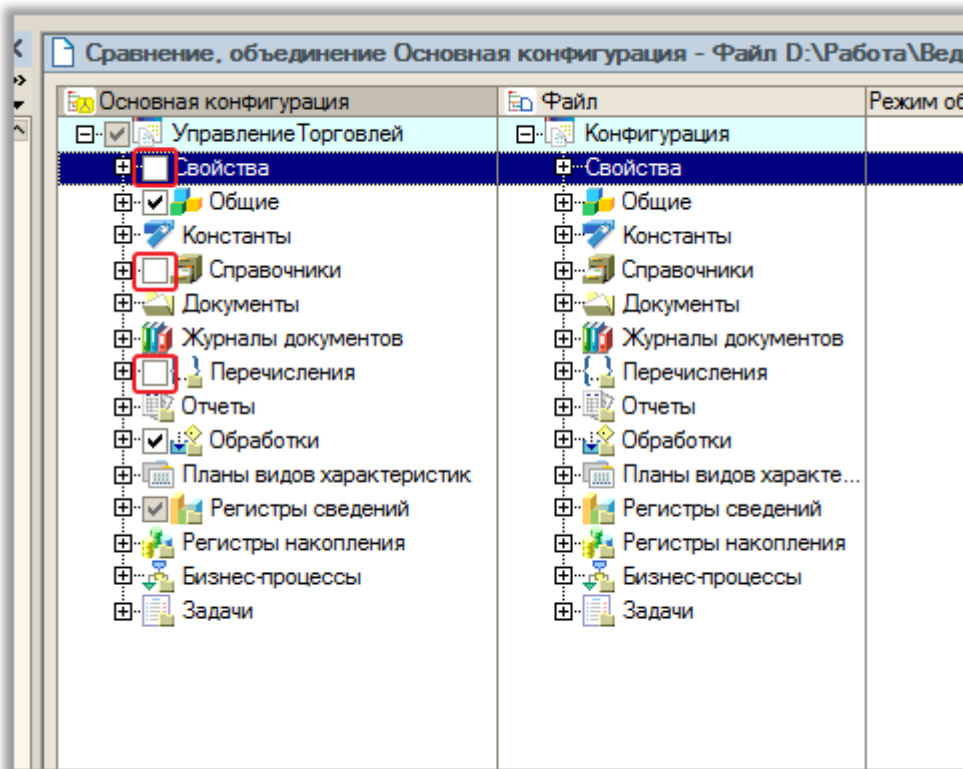 Сравнение, объединение Основная конфигурация - Файл D:\Работа\Вед
Основная конфигурация Файл Режим об
УправлениеТорговлей Конфигурация
Свойства Свойства
Общие Общие
Константы Константы
Справочники Справочники
Документы Документы
Журналы документов Журналы документов
Перечисления Перечисления
Отчеты Отчеты
Обработки Обработки
Планы видов характеристик Планы видов характе...
Регистры сведений Регистры сведений
Регистры накопления Регистры накопления
Бизнес-процессы Бизнес-процессы
Задачи Задачи